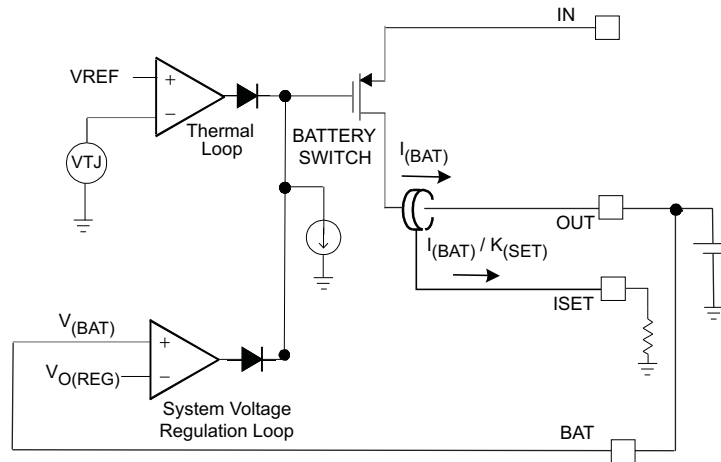 IN
VREF
+
−
Thermal
Loop
BATTERY
SWITCH
VTJ
I(BAT)
OUT
I(BAT) / K(SET)
ISET
V(BAT)
+
VO(REG)
−
System Voltage
Regulation Loop
BAT